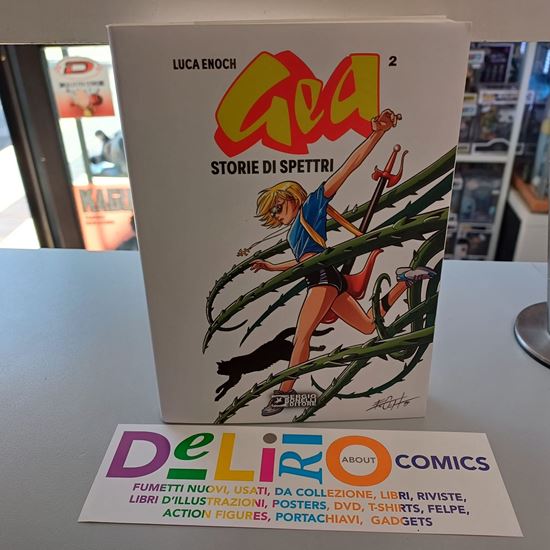 LUCA ENOCH
Gea
2
STORIE DI SPETTRI
SERGIO
BONELLI
EDITORE
DeLiRiO
ABOUT
COMICS
FUMETTI NUOVI, USATI, DA COLLEZIONE, LIBRI, RIVISTE,
LIBRI D'ILLUSTRAZIONI, POSTERS, DVD, T-SHIRTS, FELPE,
ACTION FIGURES, PORTACHIAVI, GADGETS